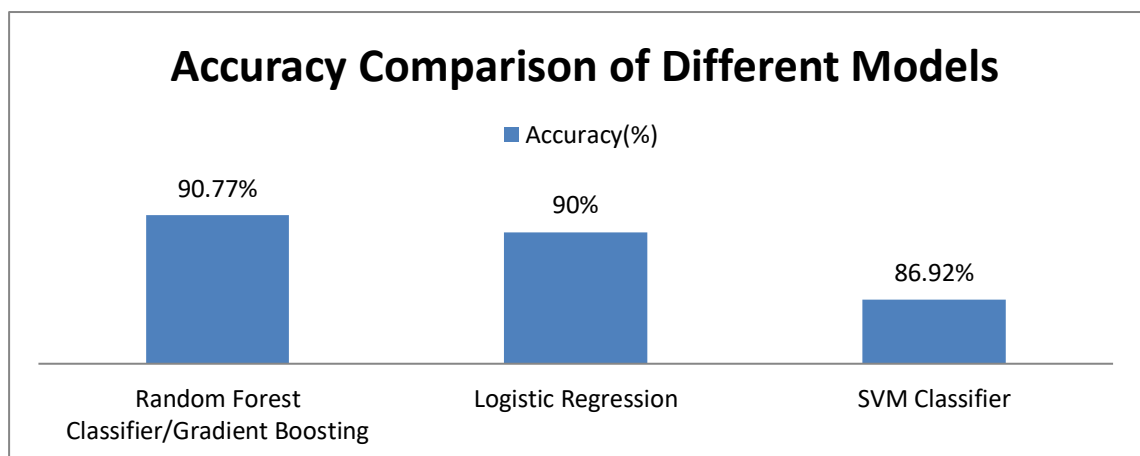 Accuracy Comparison of Different Models
Accuracy(%)
90.77%
90%
86.92%
Random Forest
Classifier/Gradient Boosting
Logistic Regression
SVM Classifier